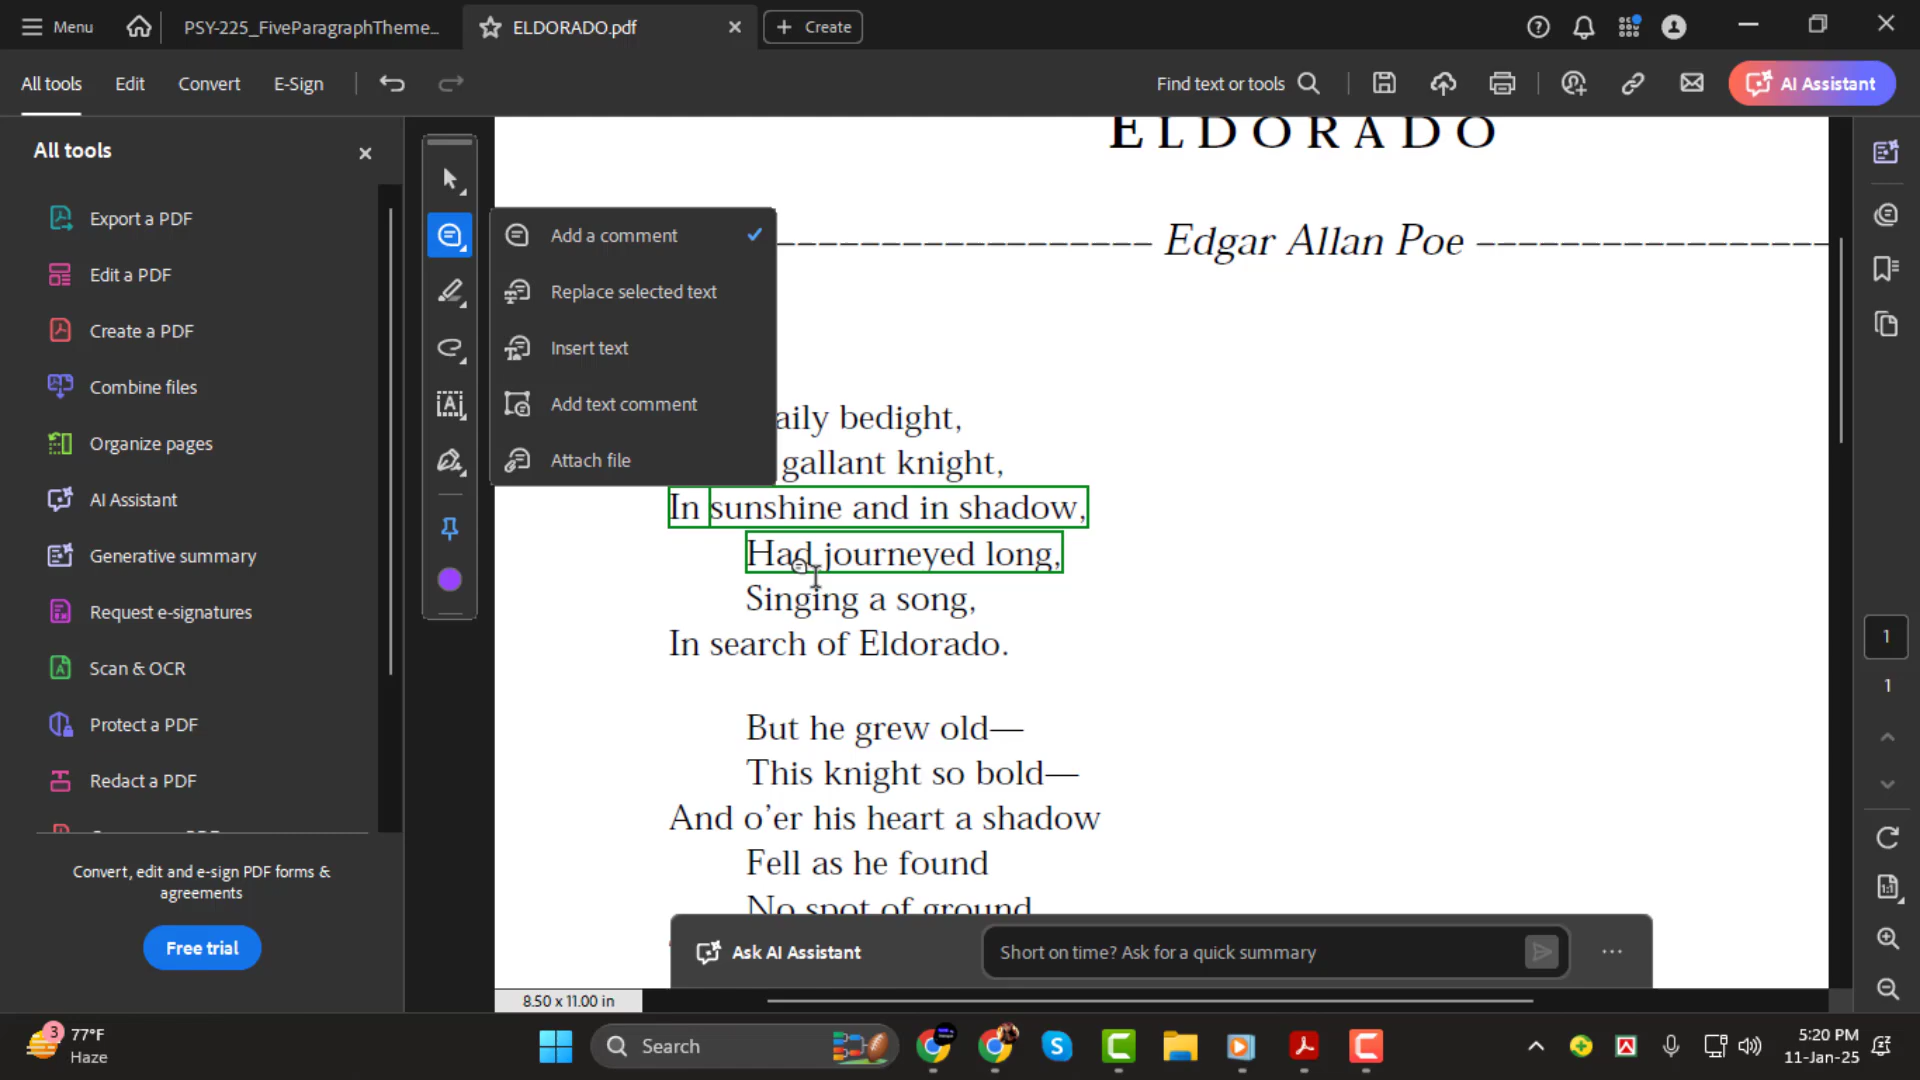 Menu
PSY-225_FiveParagraphTheme...
ELDORADO.pdf
Create
All tools
Edit
Convert
E-Sign
Find text or tools
AI Assistant
All tools
Export a PDF
Edit a PDF
Create a PDF
Combine files
Organize pages
AI Assistant
Generative summary
Request e-signatures
Scan & OCR
Protect a PDF
Redact a PDF
Convert, edit and e-sign PDF forms &
agreements
Free trial
Add a comment
Replace selected text
Insert text
Add text comment
Attach file
ELDORADO
Edgar Allan Poe
aily bedight,
gallant knight,
In sunshine and in shadow,
Had journeyed long,
Singing a song,
In search of Eldorado.
But he grew old—
This knight so bold—
And o’er his heart a shadow
Fell as he found
No spot of ground
Ask AI Assistant
Short on time? Ask for a quick summary
8.50 x 11.00 in
1
1
3
77°F
Haze
Search
5:20 PM
11-Jan-25